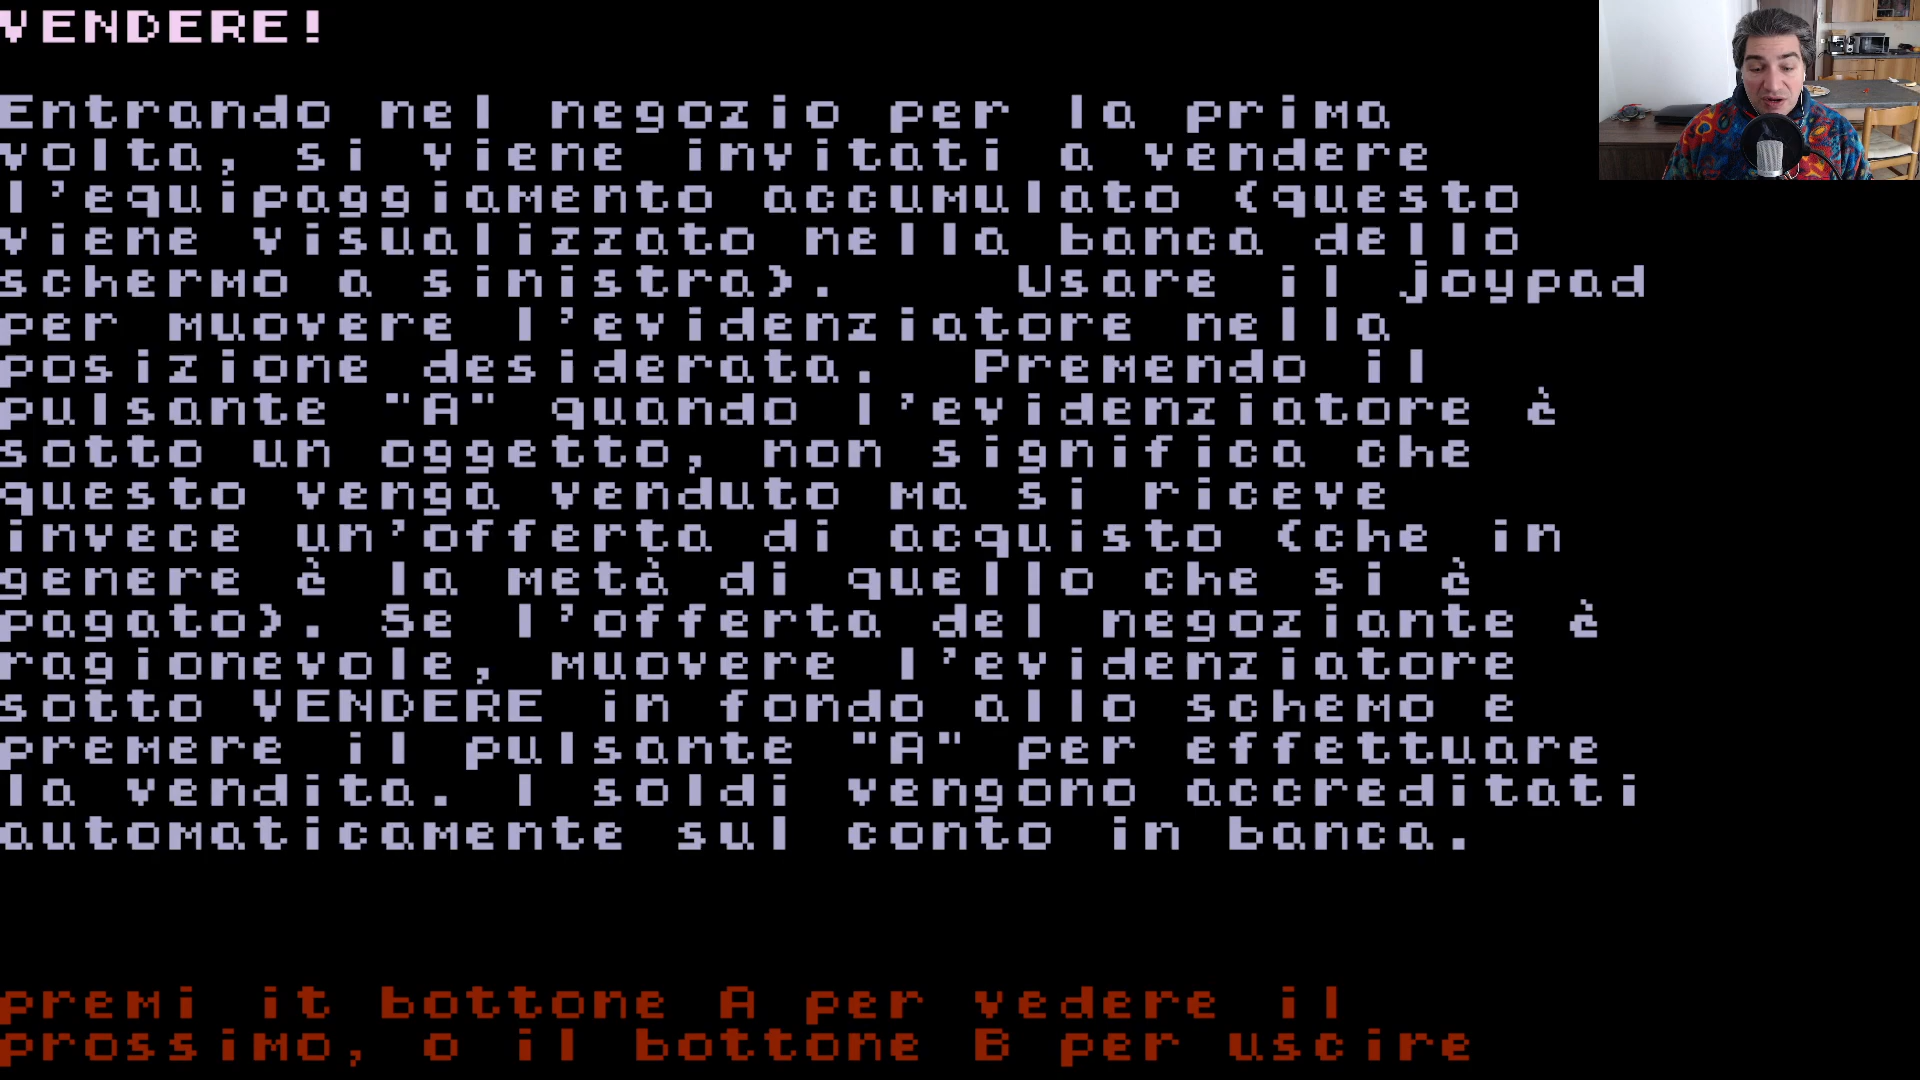 VENDERE!
Entrando nel negozio per la prima
volta, si viene invitati a vendere
l'equipaggiamento accumulato (questo
viene visualizzato nella banca dello
schermo a sinistra). Usare il joypad
per muovere l'evidenziatore nella
posizione desiderata. Premendo il
pulsante "A" quando l'evidenziatore è
sotto un oggetto, non significa che
questo venga venduto ma si riceve
invece un'offerta di acquisto (che in
genere è la metà di quello che si è
pagato). Se l'offerta del negoziante è
ragionevole, muovere l'evidenziatore
sotto VENDERE in fondo allo schemo e
premere il pulsante "A" per effettuare
la vendita. I soldi vengono accreditati
automaticamente sul conto in banca.
premi it bottone A per vedere il
prossimo, o il bottone B per uscire